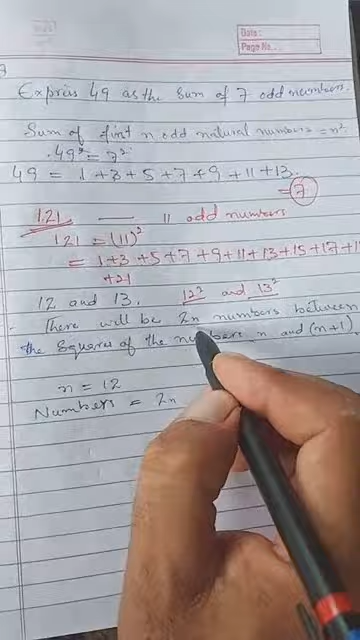 Date:
Page No.
Expriss 49 as the Sum of 7 odd numbers.
Sum of first n odd natural numbers = n².
49² = 7²
49 = 1+3+5+7+9+11+13.
= 7
121 — 11 odd numbers
121 = (11)²
= 1+3+5+7+9+11+13+15+17+1
+21
12 and 13. 12² and 13².
There will be 2n numbers between
the Squares of the numbers n and (n+1).
n = 12
Numbers = 2n